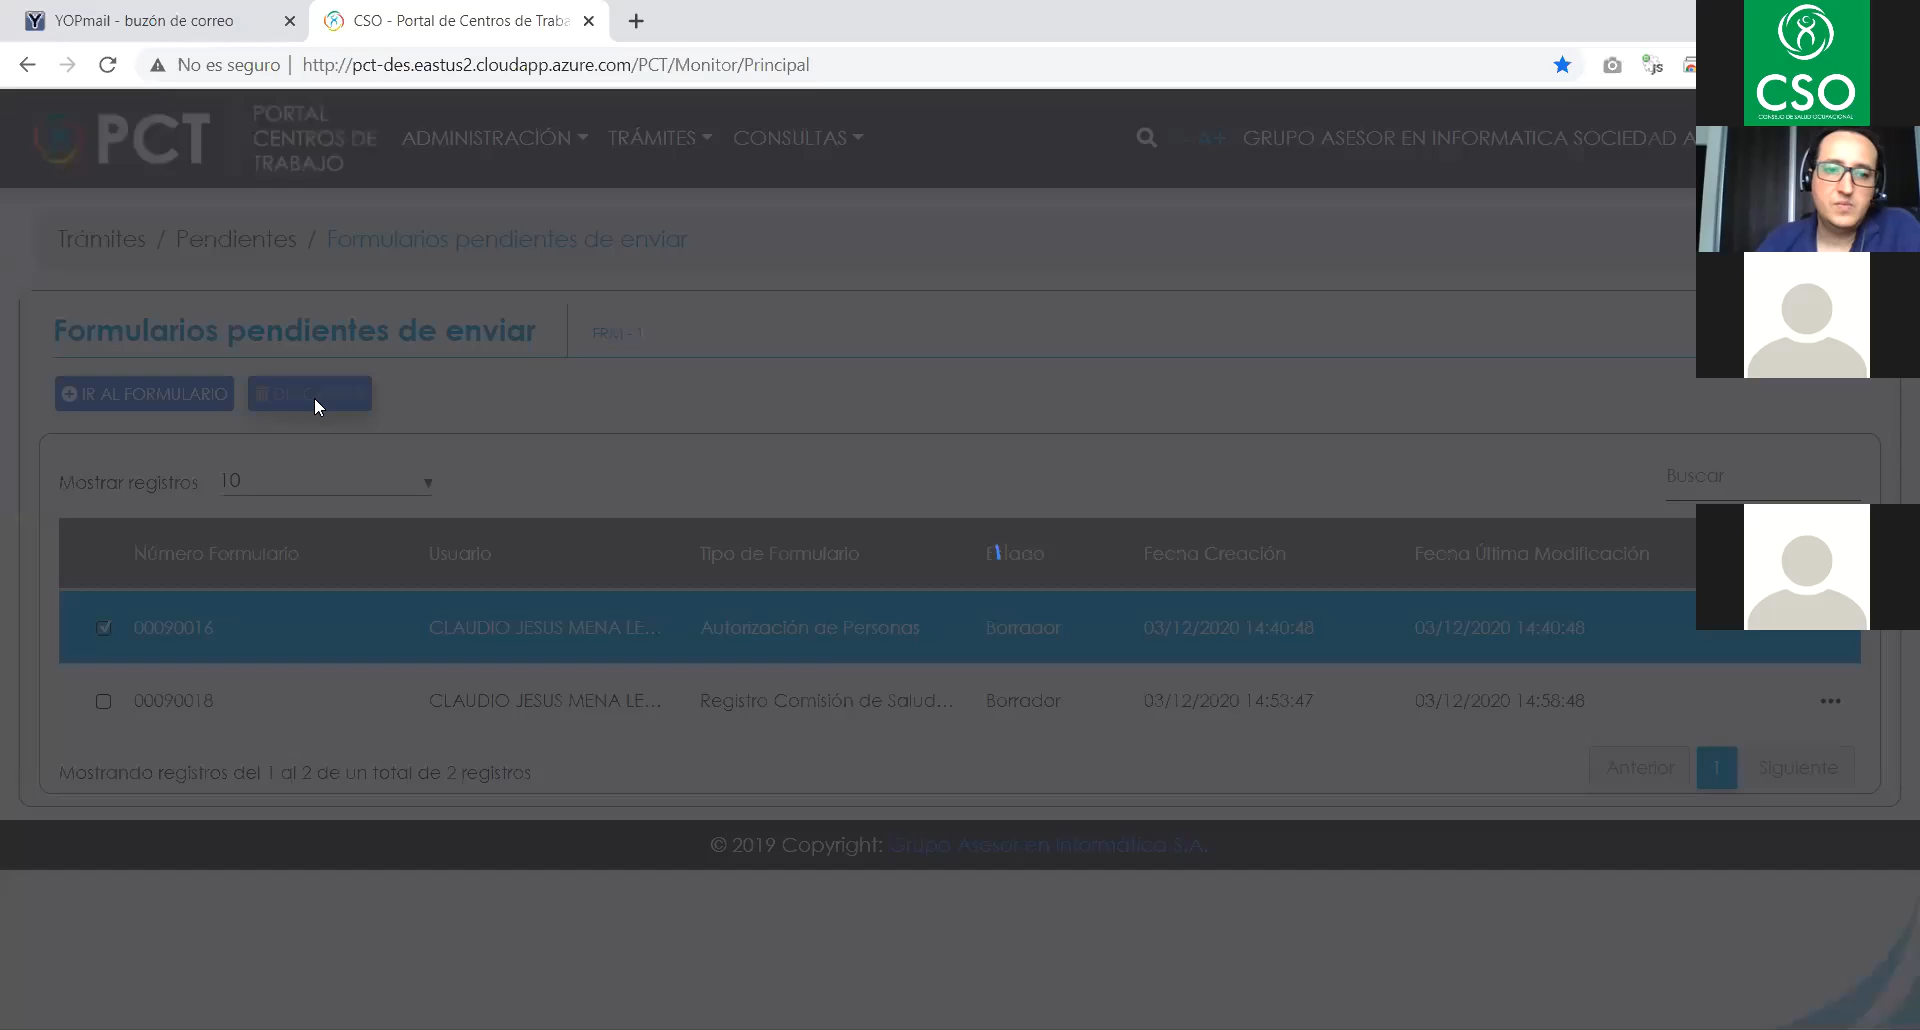 YOPmail - buzón de correo
CSO - Portal de Centros de Traba
No es seguro
http://pct-des.eastus2.cloudapp.azure.com/PCT/Monitor/Principal
CSO
CONSEJO DE SALUD OCUPACIONAL
PCT
PORTAL
CENTROS DE
TRABAJO
ADMINISTRACIÓN
TRÁMITES
CONSULTAS
A+
GRUPO ASESOR EN INFORMATICA SOCIEDAD A
Trámites / Pendientes / Formularios pendientes de enviar
Formularios pendientes de enviar
FRM - 1
IR AL FORMULARIO
Mostrar registros 10
Buscar
Número Formulario Usuario Tipo de Formulario Fecha Creación Fecha Última Modificación
00090016 CLAUDIO JESUS MENA LE... Autorización de Personas Borrador 03/12/2020 14:40:48 03/12/2020 14:40:48
00090018 CLAUDIO JESUS MENA LE... Registro Comisión de Salud... Borrador 03/12/2020 14:53:47 03/12/2020 14:58:48
Mostrando registros del 1 al 2 de un total de 2 registros
Anterior 1 Siguiente
© 2019 Copyright: Grupo Asesor en Informática S.A.